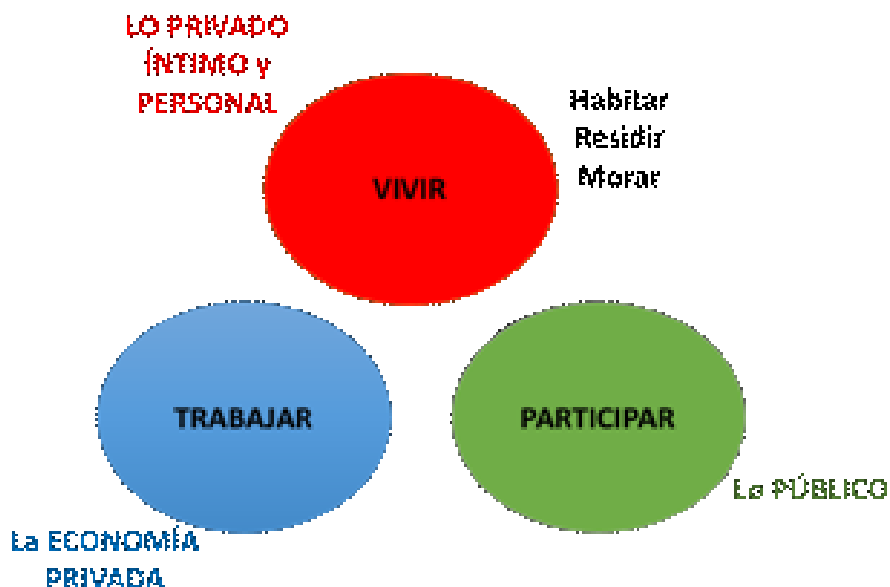 LO PRIVADO
ÍNTIMO y
PERSONAL
Habitar
Residir
Morar
VIVIR
TRABAJAR
PARTICIPAR
Lo PÚBLICO
La ECONOMÍA
PRIVADA